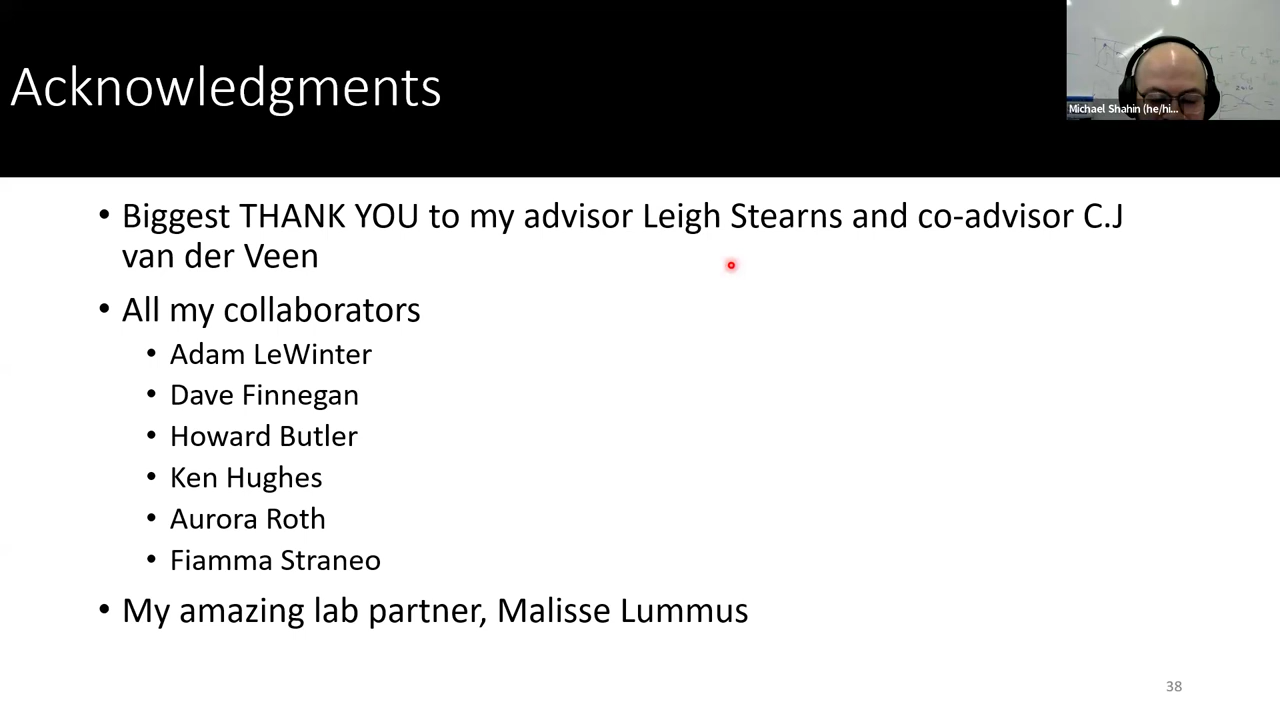 Acknowledgments
Michael Shahin (he/hi...
• Biggest THANK YOU to my advisor Leigh Stearns and co-advisor C.J
van der Veen
• All my collaborators
• Adam LeWinter
• Dave Finnegan
• Howard Butler
• Ken Hughes
• Aurora Roth
• Fiamma Straneo
• My amazing lab partner, Malisse Lummus
38